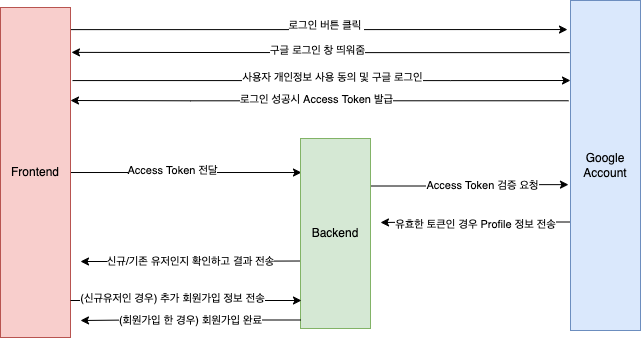 로그인 버튼 클릭
구글 로그인 창 띄워줌
사용자 개인정보 사용 동의 및 구글 로그인
로그인 성공시 Access Token 발급
Frontend
Access Token 전달
Google
Account
Access Token 검증 요청
유효한 토큰인 경우 Profile 정보 전송
Backend
신규/기존 유저인지 확인하고 결과 전송
(신규유저인 경우) 추가 회원가입 정보 전송
(회원가입 한 경우) 회원가입 완료